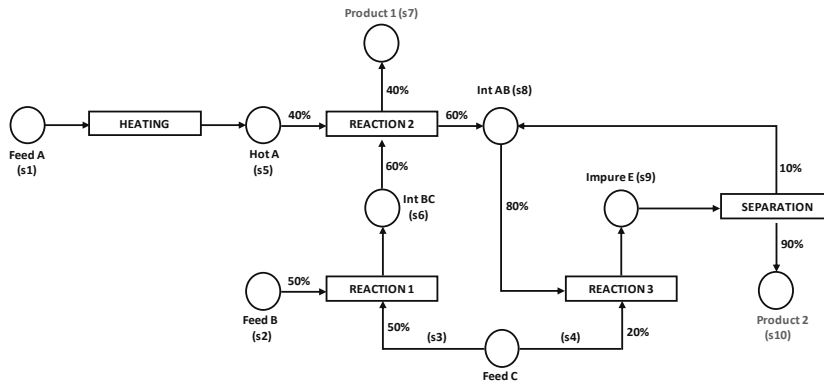 Product 1 (s7)
Int AB (s8)
40%
40%
60%
HEATING
REACTION 2
Feed A
(s1)
Hot A
(s5)
60%
Impure E (s9)
10%
Int BC
(s6)
80%
SEPARATION
90%
50%
REACTION 1
REACTION 3
Feed B
(s2)
50%
(s3)
(s4)
20%
Product 2
(s10)
Feed C